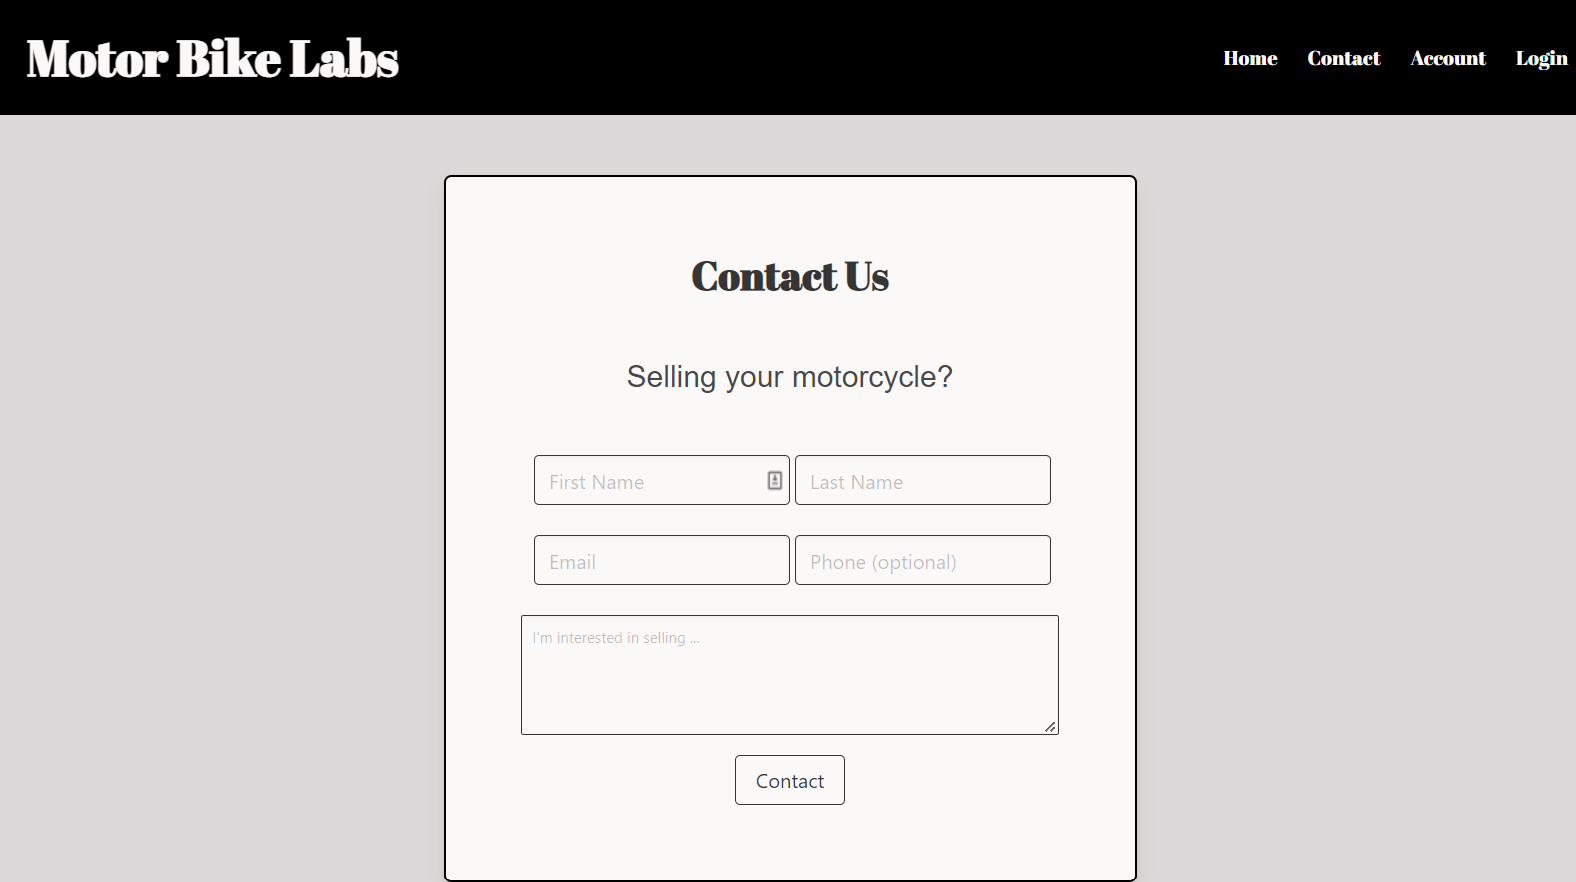 Motor Bike Labs
Home Contact Account Login
Contact Us
Selling your motorcycle?
First Name Last Name
Email Phone (optional)
I'm interested in selling ...
Contact